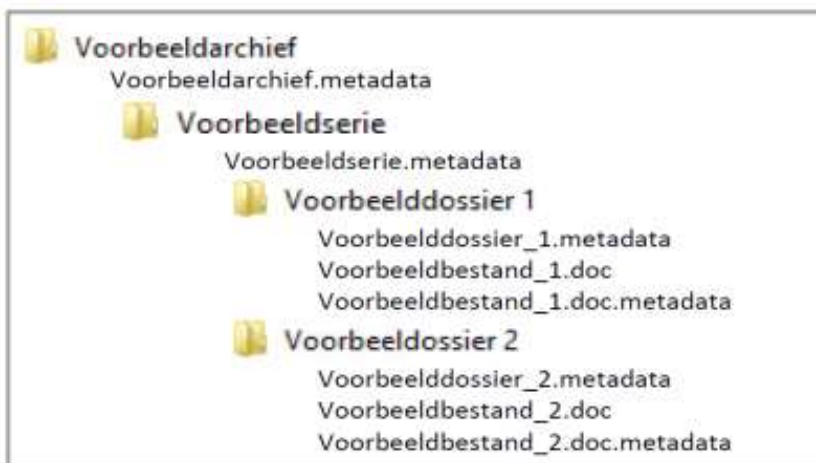 Voorbeeldarchief
Voorbeeldarchief.metadata
Voorbeeldserie
Voorbeeldserie.metadata
Voorbeelddossier 1
Voorbeelddossier_1.metadata
Voorbeeldbestand_1.doc
Voorbeeldbestand_1.doc.metadata
Voorbeeldossier 2
Voorbeelddossier_2.metadata
Voorbeeldbestand_2.doc
Voorbeeldbestand_2.doc.metadata